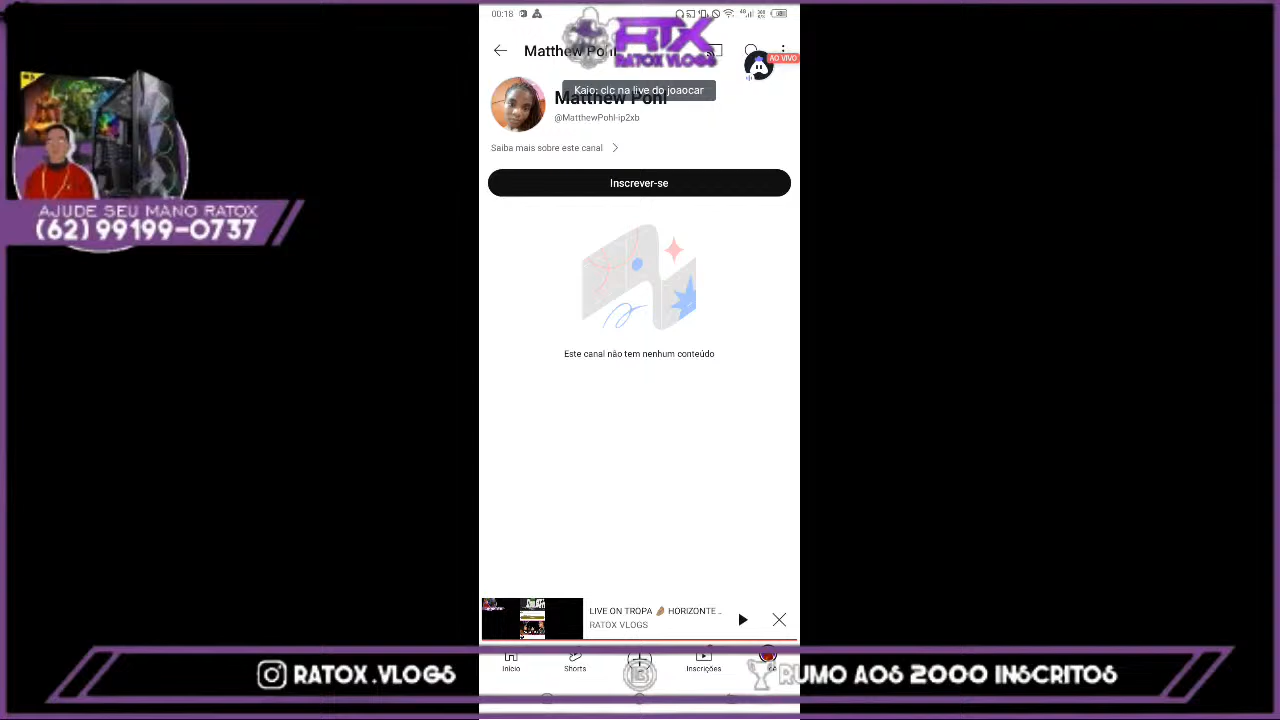 00:18
RTX
RATOX VLOGS
Matthew Pohl
AO VIVO
Kaio: clc na live do joaocar
Matthew Pohl
@MatthewPohl-ip2xb
Saiba mais sobre este canal
Inscrever-se
AJUDE SEU MANO RATOX
(62) 99199-0737
Este canal não tem nenhum conteúdo
LIVE ON TROPA 🤌🏽 HORIZONTE ..
RATOX VLOGS
Início
Shorts
Inscrições
RATOX.VLOGS
RUMO AOS 2000 INSCRITOS